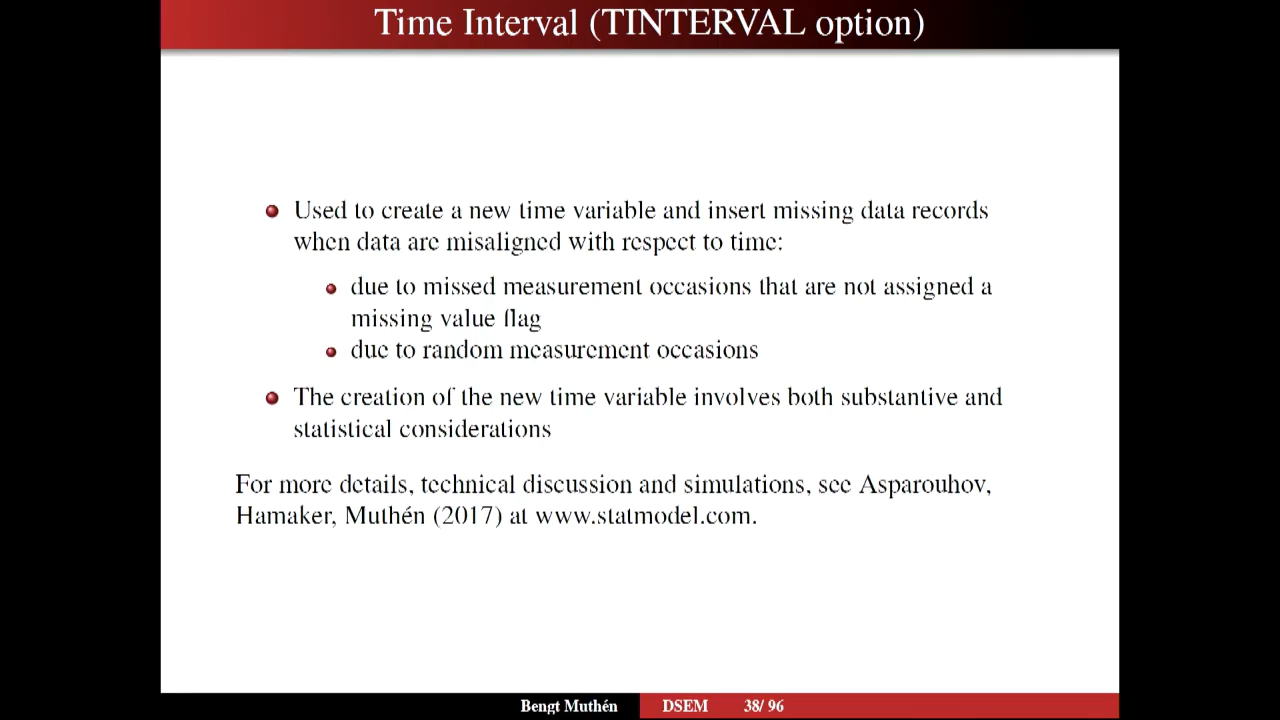 Time Interval (TINTERVAL option)
Used to create a new time variable and insert missing data records
when data are misaligned with respect to time:
due to missed measurement occasions that are not assigned a
missing value flag
due to random measurement occasions
The creation of the new time variable involves both substantive and
statistical considerations
For more details, technical discussion and simulations, see Asparouhov,
Hamaker, Muthén (2017) at www.statmodel.com.
Bengt Muthén DSEM 38/ 96